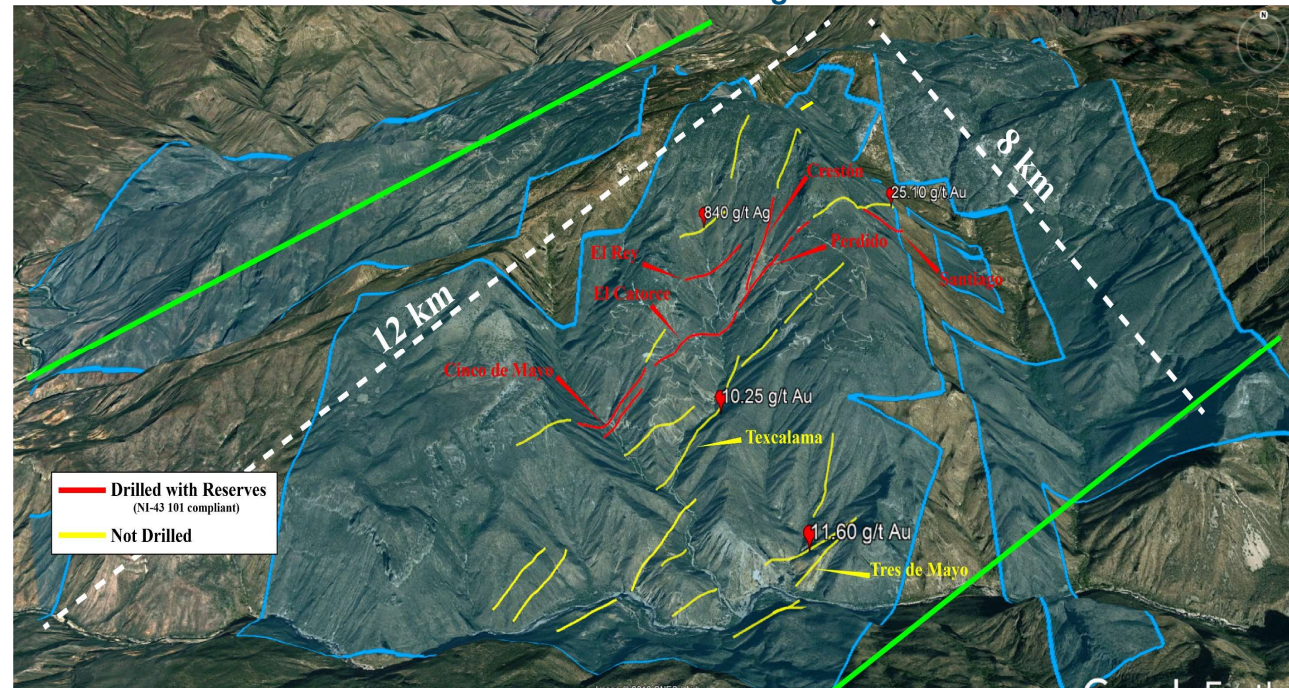 N
8 km
Crestón
25.10 g/t Au
840 g/t Ag
El Rey
Perdido
Santiago
El Catorce
12 km
Cinco de Mayo
10.25 g/t Au
Texcalama
Drilled with Reserves
(NI-43 101 compliant)
Not Drilled
11.60 g/t Au
Tres de Mayo